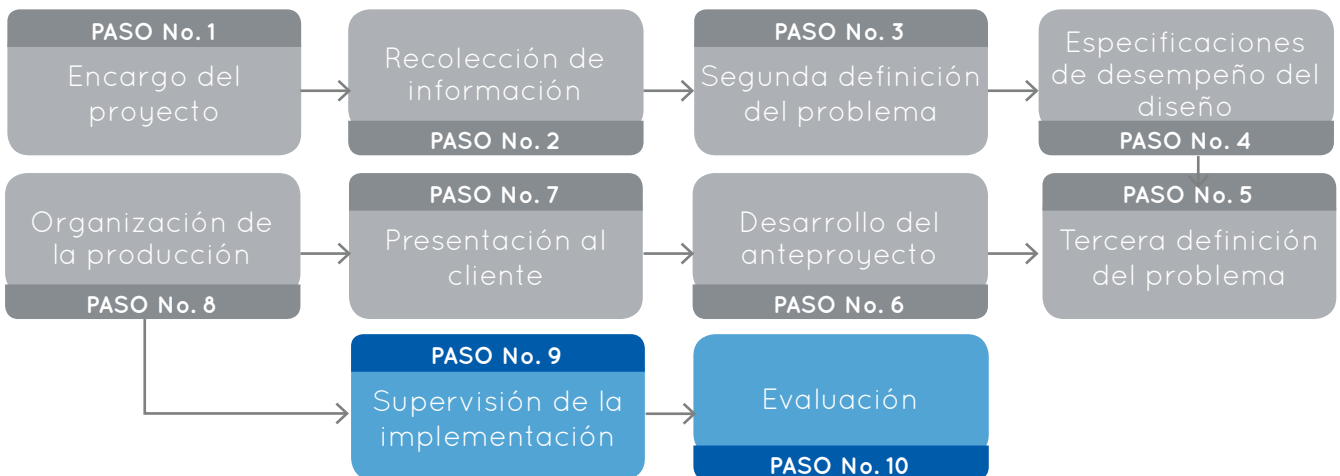 PASO No. 1
Encargo del
proyecto
Recolección de
información
PASO No. 2
PASO No. 3
Segunda definición
del problema
Especificaciones
de desempeño del
diseño
PASO No. 4
Organización de
la producción
PASO No. 8
PASO No. 7
Presentación al
cliente
Desarrollo del
anteproyecto
PASO No. 6
PASO No. 5
Tercera definición
del problema
PASO No. 9
Supervisión de la
implementación
Evaluación
PASO No. 10